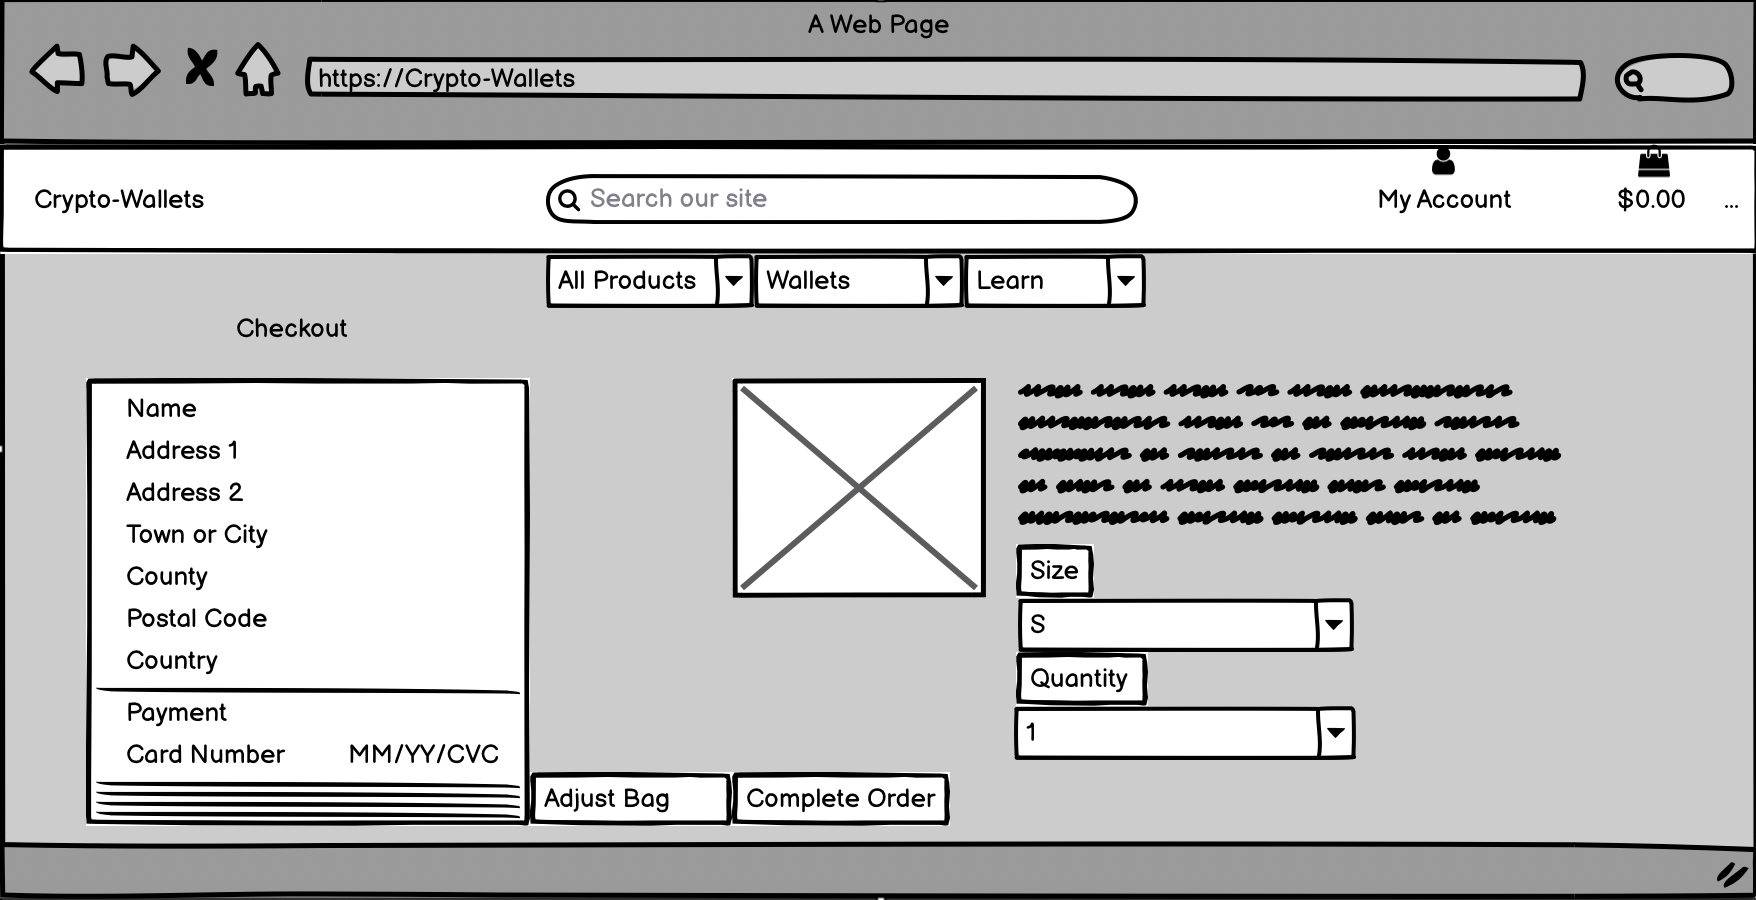 A Web Page
https://Crypto-Wallets
Crypto-Wallets
Search our site
My Account
$0.00
...
All Products
Wallets
Learn
Checkout
Name
Address 1
Address 2
Town or City
County
Postal Code
Country
Payment
Card Number MM/YY/CVC
Adjust Bag
Complete Order
Size
S
Quantity
1